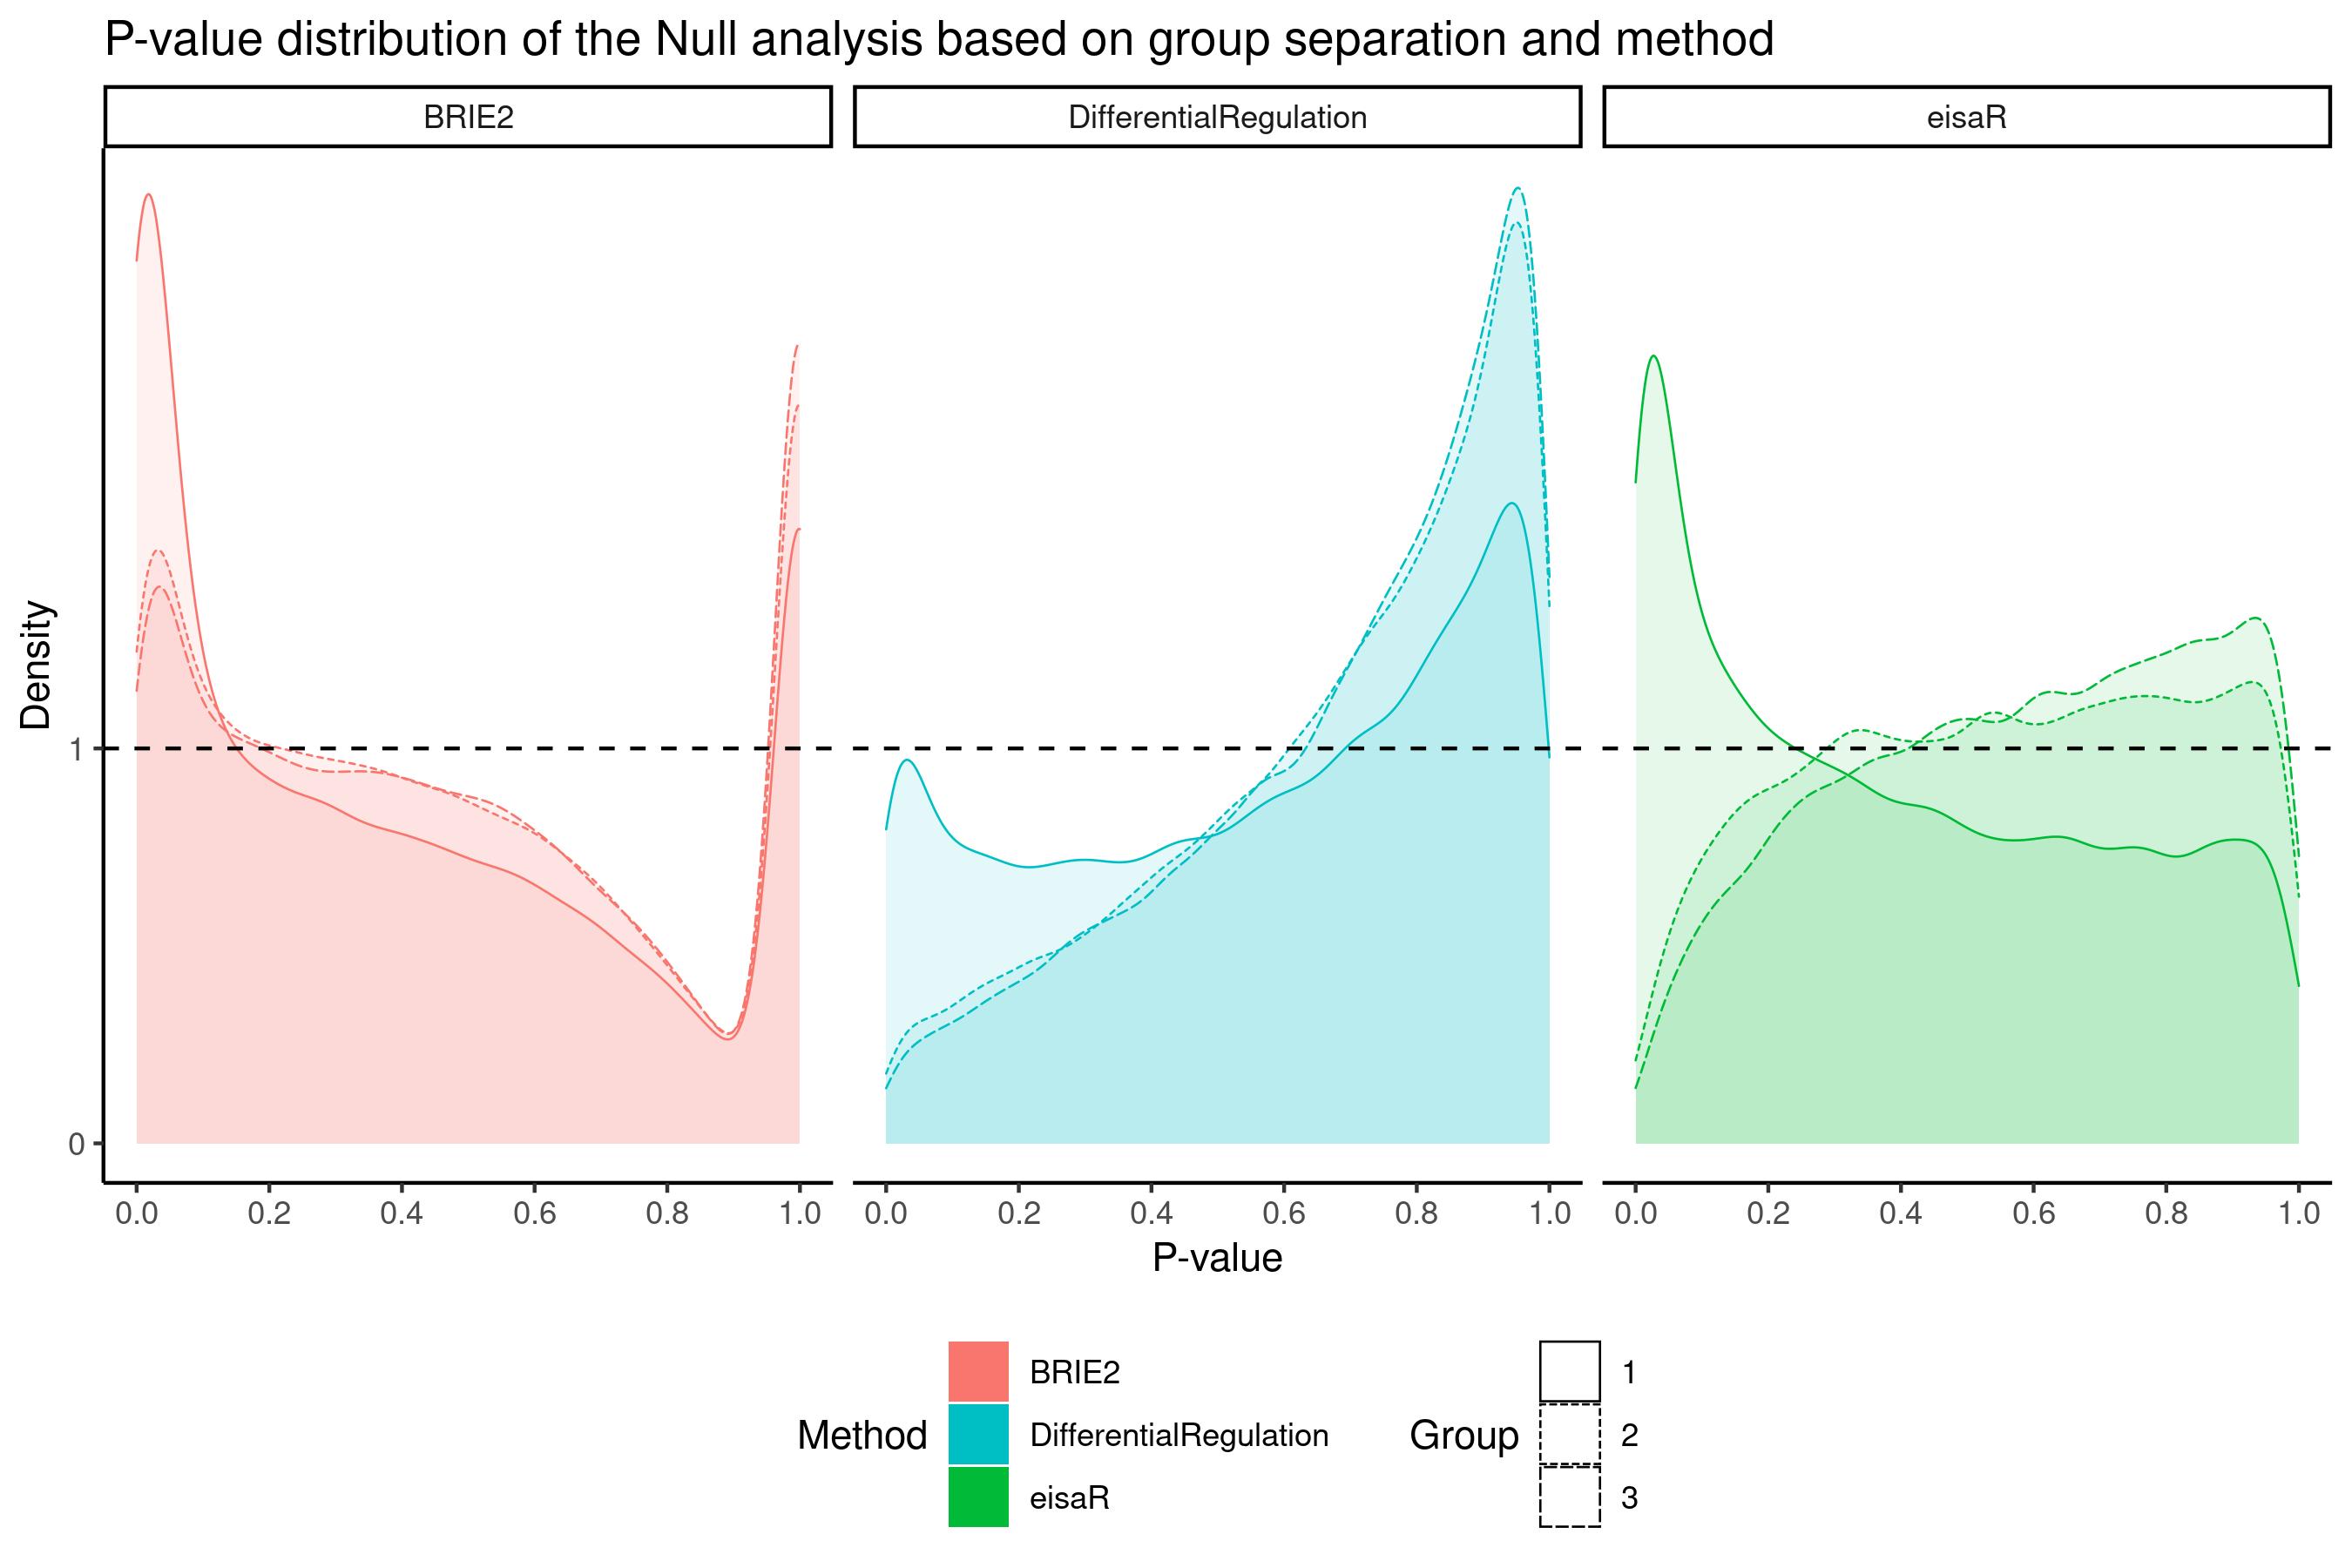 P-value distribution of the Null analysis based on group separation and method
BRIE2
DifferentialRegulation
eisaR
Density
1
0
0.0 0.2 0.4 0.6 0.8 1.0
0.0 0.2 0.4 0.6 0.8 1.0
0.0 0.2 0.4 0.6 0.8 1.0
P-value
Method
BRIE2
DifferentialRegulation
eisaR
Group
1
2
3